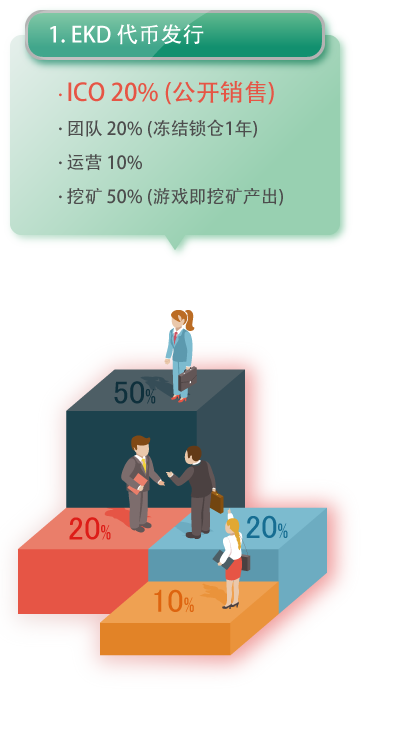 1. EKD 代币发行
· ICO 20% (公开销售)
· 团队 20% (冻结锁仓1年)
· 运营 10%
· 挖矿 50% (游戏即挖矿产出)
50%
20%
20%
10%